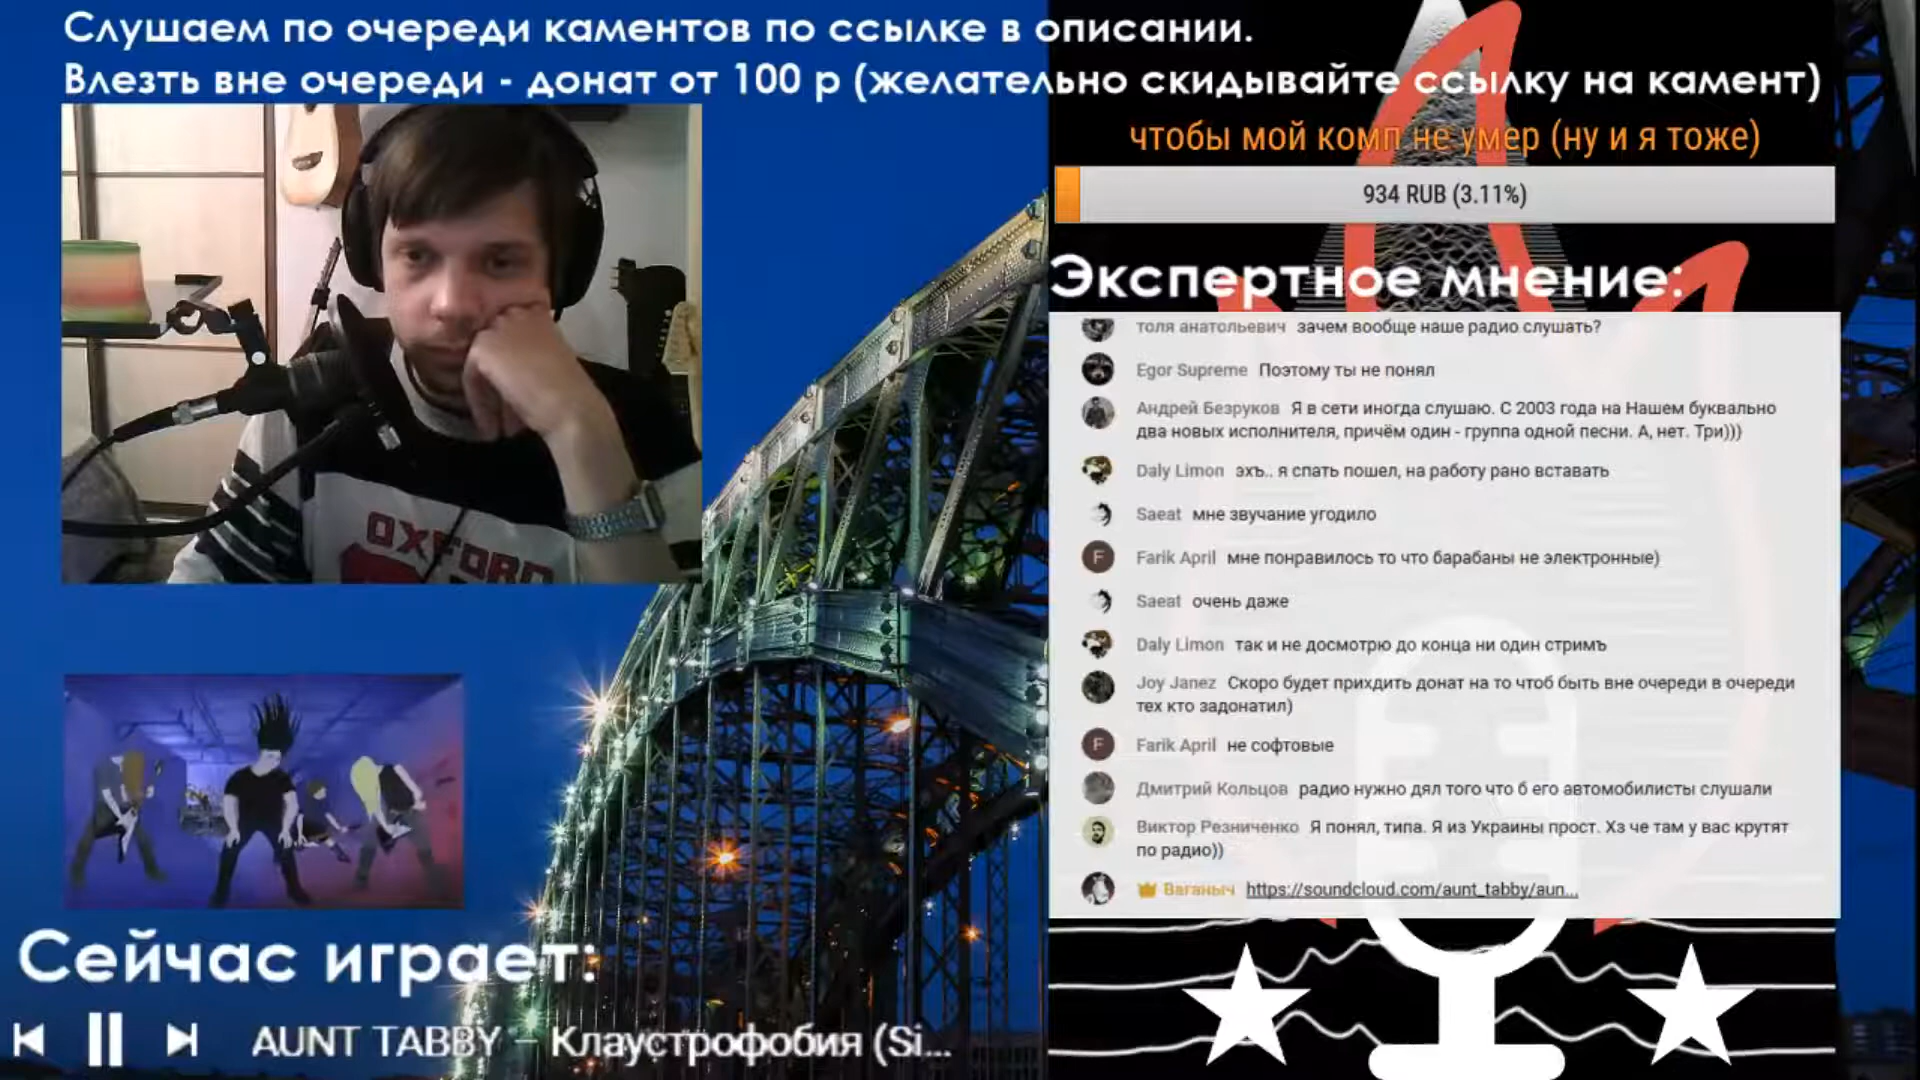 Слушаем по очереди каментов по ссылке в описании.
Влезть вне очереди - донат от 100 р (желательно скидывайте ссылку на камент)
чтобы мой комп не умер (ну и я тоже)
934 RUB (3.11%)
Экспертное мнение:
толя анатольевич зачем вообще наше радио слушать?
Egor Supreme Поэтому ты не понял
Андрей Безруков Я в сети иногда слушаю. С 2003 года на Нашем буквально
два новых исполнителя, причём один - группа одной песни. А, нет. Три)))
Daly Limon эхъ.. я спать пошел, на работу рано вставать
Saeat мне звучание угодило
F Farik April мне понравилось то что барабаны не электронные)
Saeat очень даже
Daly Limon так и не досмотрю до конца ни один стримъ
Joy Janez Скоро будет прихдить донат на то чтоб быть вне очереди в очереди
тех кто задонатил)
F Farik April не софтовые
Дмитрий Кольцов радио нужно дял того что б его автомобилисты слушали
Виктор Резниченко Я понял, типа. Я из Украины прост. Хз че там у вас крутят
по радио))
Ваганыч https://soundcloud.com/aunt_tabby/aun...
OXFORD
Сейчас играет:
AUNT TABBY - Клаустрофобия (Si...